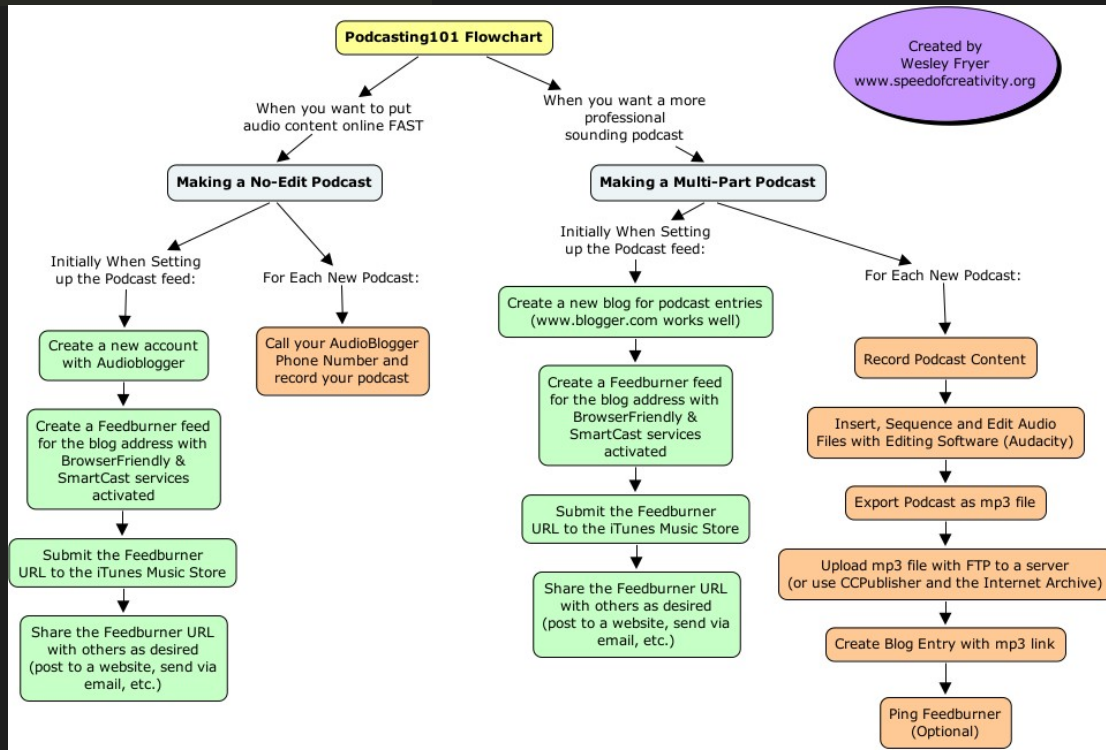 Podcasting101 Flowchart
Created by
Wesley Fryer
www.speedofcreativity.org
When you want to put
audio content online FAST
When you want a more
professional
sounding podcast
Making a No-Edit Podcast
Making a Multi-Part Podcast
Initially When Setting
up the Podcast feed:
For Each New Podcast:
Create a new account
with Audioblogger
Create a Feedburner feed
for the blog address with
BrowserFriendly &
SmartCast services
activated
Submit the Feedburner
URL to the iTunes Music Store
Share the Feedburner URL
with others as desired
(post to a website, send via
email, etc.)
Call your AudioBlogger
Phone Number and
record your podcast
Initially When Setting
up the Podcast feed:
For Each New Podcast:
Create a new blog for podcast entries
(www.blogger.com works well)
Create a Feedburner feed
for the blog address with
BrowserFriendly &
SmartCast services
activated
Submit the Feedburner
URL to the iTunes Music Store
Share the Feedburner URL
with others as desired
(post to a website, send via
email, etc.)
Record Podcast Content
Insert, Sequence and Edit Audio
Files with Editing Software (Audacity)
Export Podcast as mp3 file
Upload mp3 file with FTP to a server
(or use CCPublisher and the Internet Archive)
Create Blog Entry with mp3 link
Ping Feedburner
(Optional)